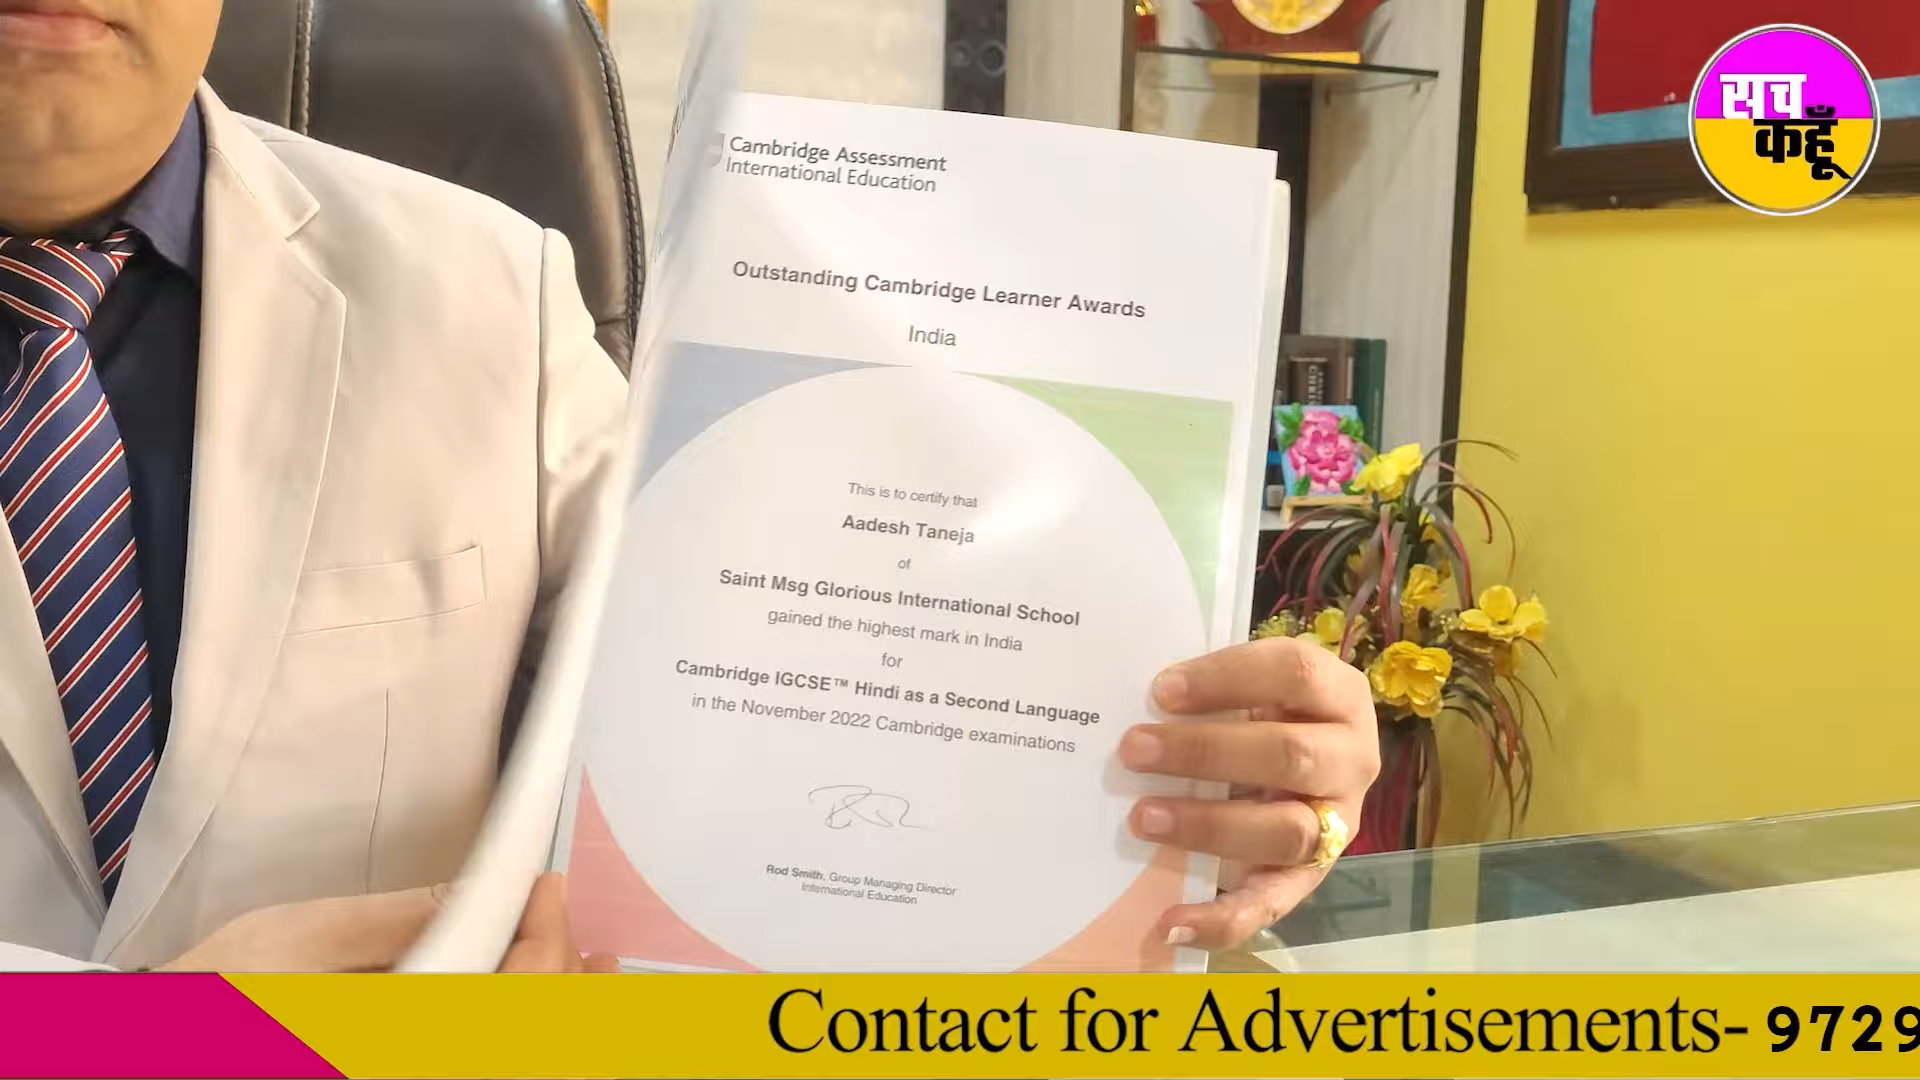 सच
कहूँ
Cambridge Assessment
International Education
Outstanding Cambridge Learner Awards
India
This is to certify that
Aadesh Taneja
of
Saint Msg Glorious International School
gained the highest mark in India
for
Cambridge IGCSE™ Hindi as a Second Language
in the November 2022 Cambridge examinations
Rod Smith, Group Managing Director
International Education
Contact for Advertisements- 9729